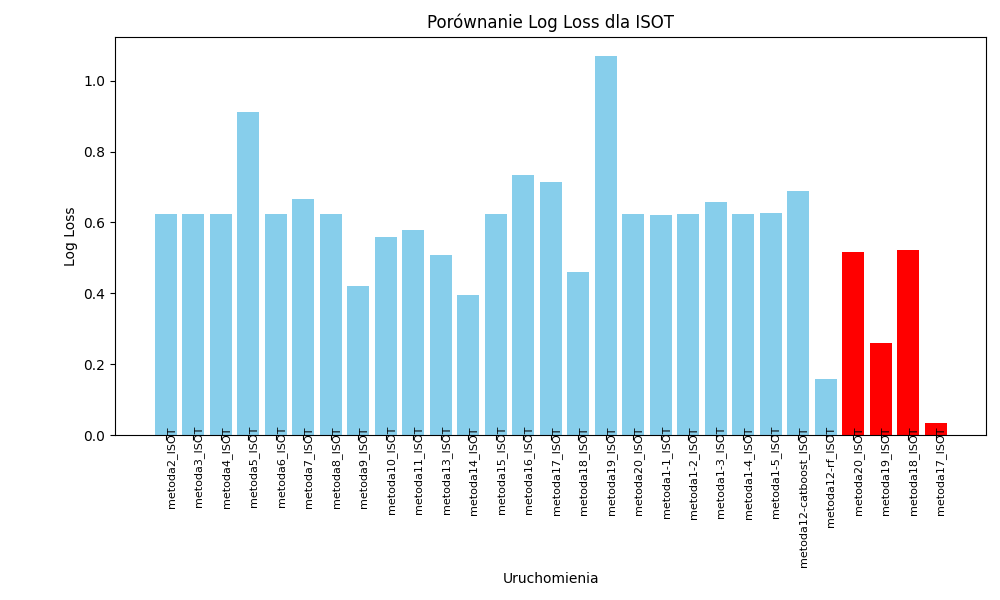 Porównanie Log Loss dla ISOT
Log Loss
1.0
0.8
0.6
0.4
0.2
0.0
metoda2_ISOT
metoda3_ISOT
metoda4_ISOT
metoda5_ISOT
metoda6_ISOT
metoda7_ISOT
metoda8_ISOT
metoda9_ISOT
metoda10_ISOT
metoda11_ISOT
metoda13_ISOT
metoda14_ISOT
metoda15_ISOT
metoda16_ISOT
metoda17_ISOT
metoda18_ISOT
metoda19_ISOT
metoda20_ISOT
metoda1-1_ISOT
metoda1-2_ISOT
metoda1-3_ISOT
metoda1-4_ISOT
metoda1-5_ISOT
metoda12-catboost_ISOT
metoda12-rf_ISOT
metoda20_ISOT
metoda19_ISOT
metoda18_ISOT
metoda17_ISOT
Uruchomienia